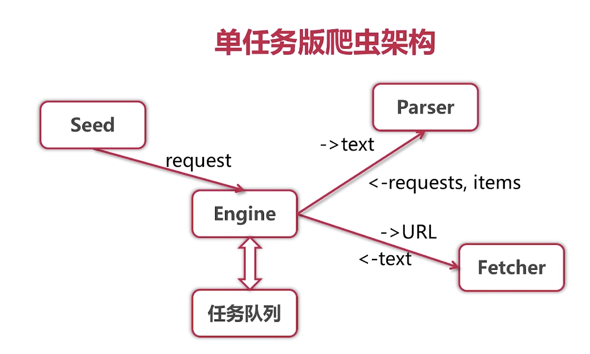 单任务版爬虫架构
Seed
Parser
request
->text
<-requests, items
Engine
->URL
<-text
Fetcher
任务队列